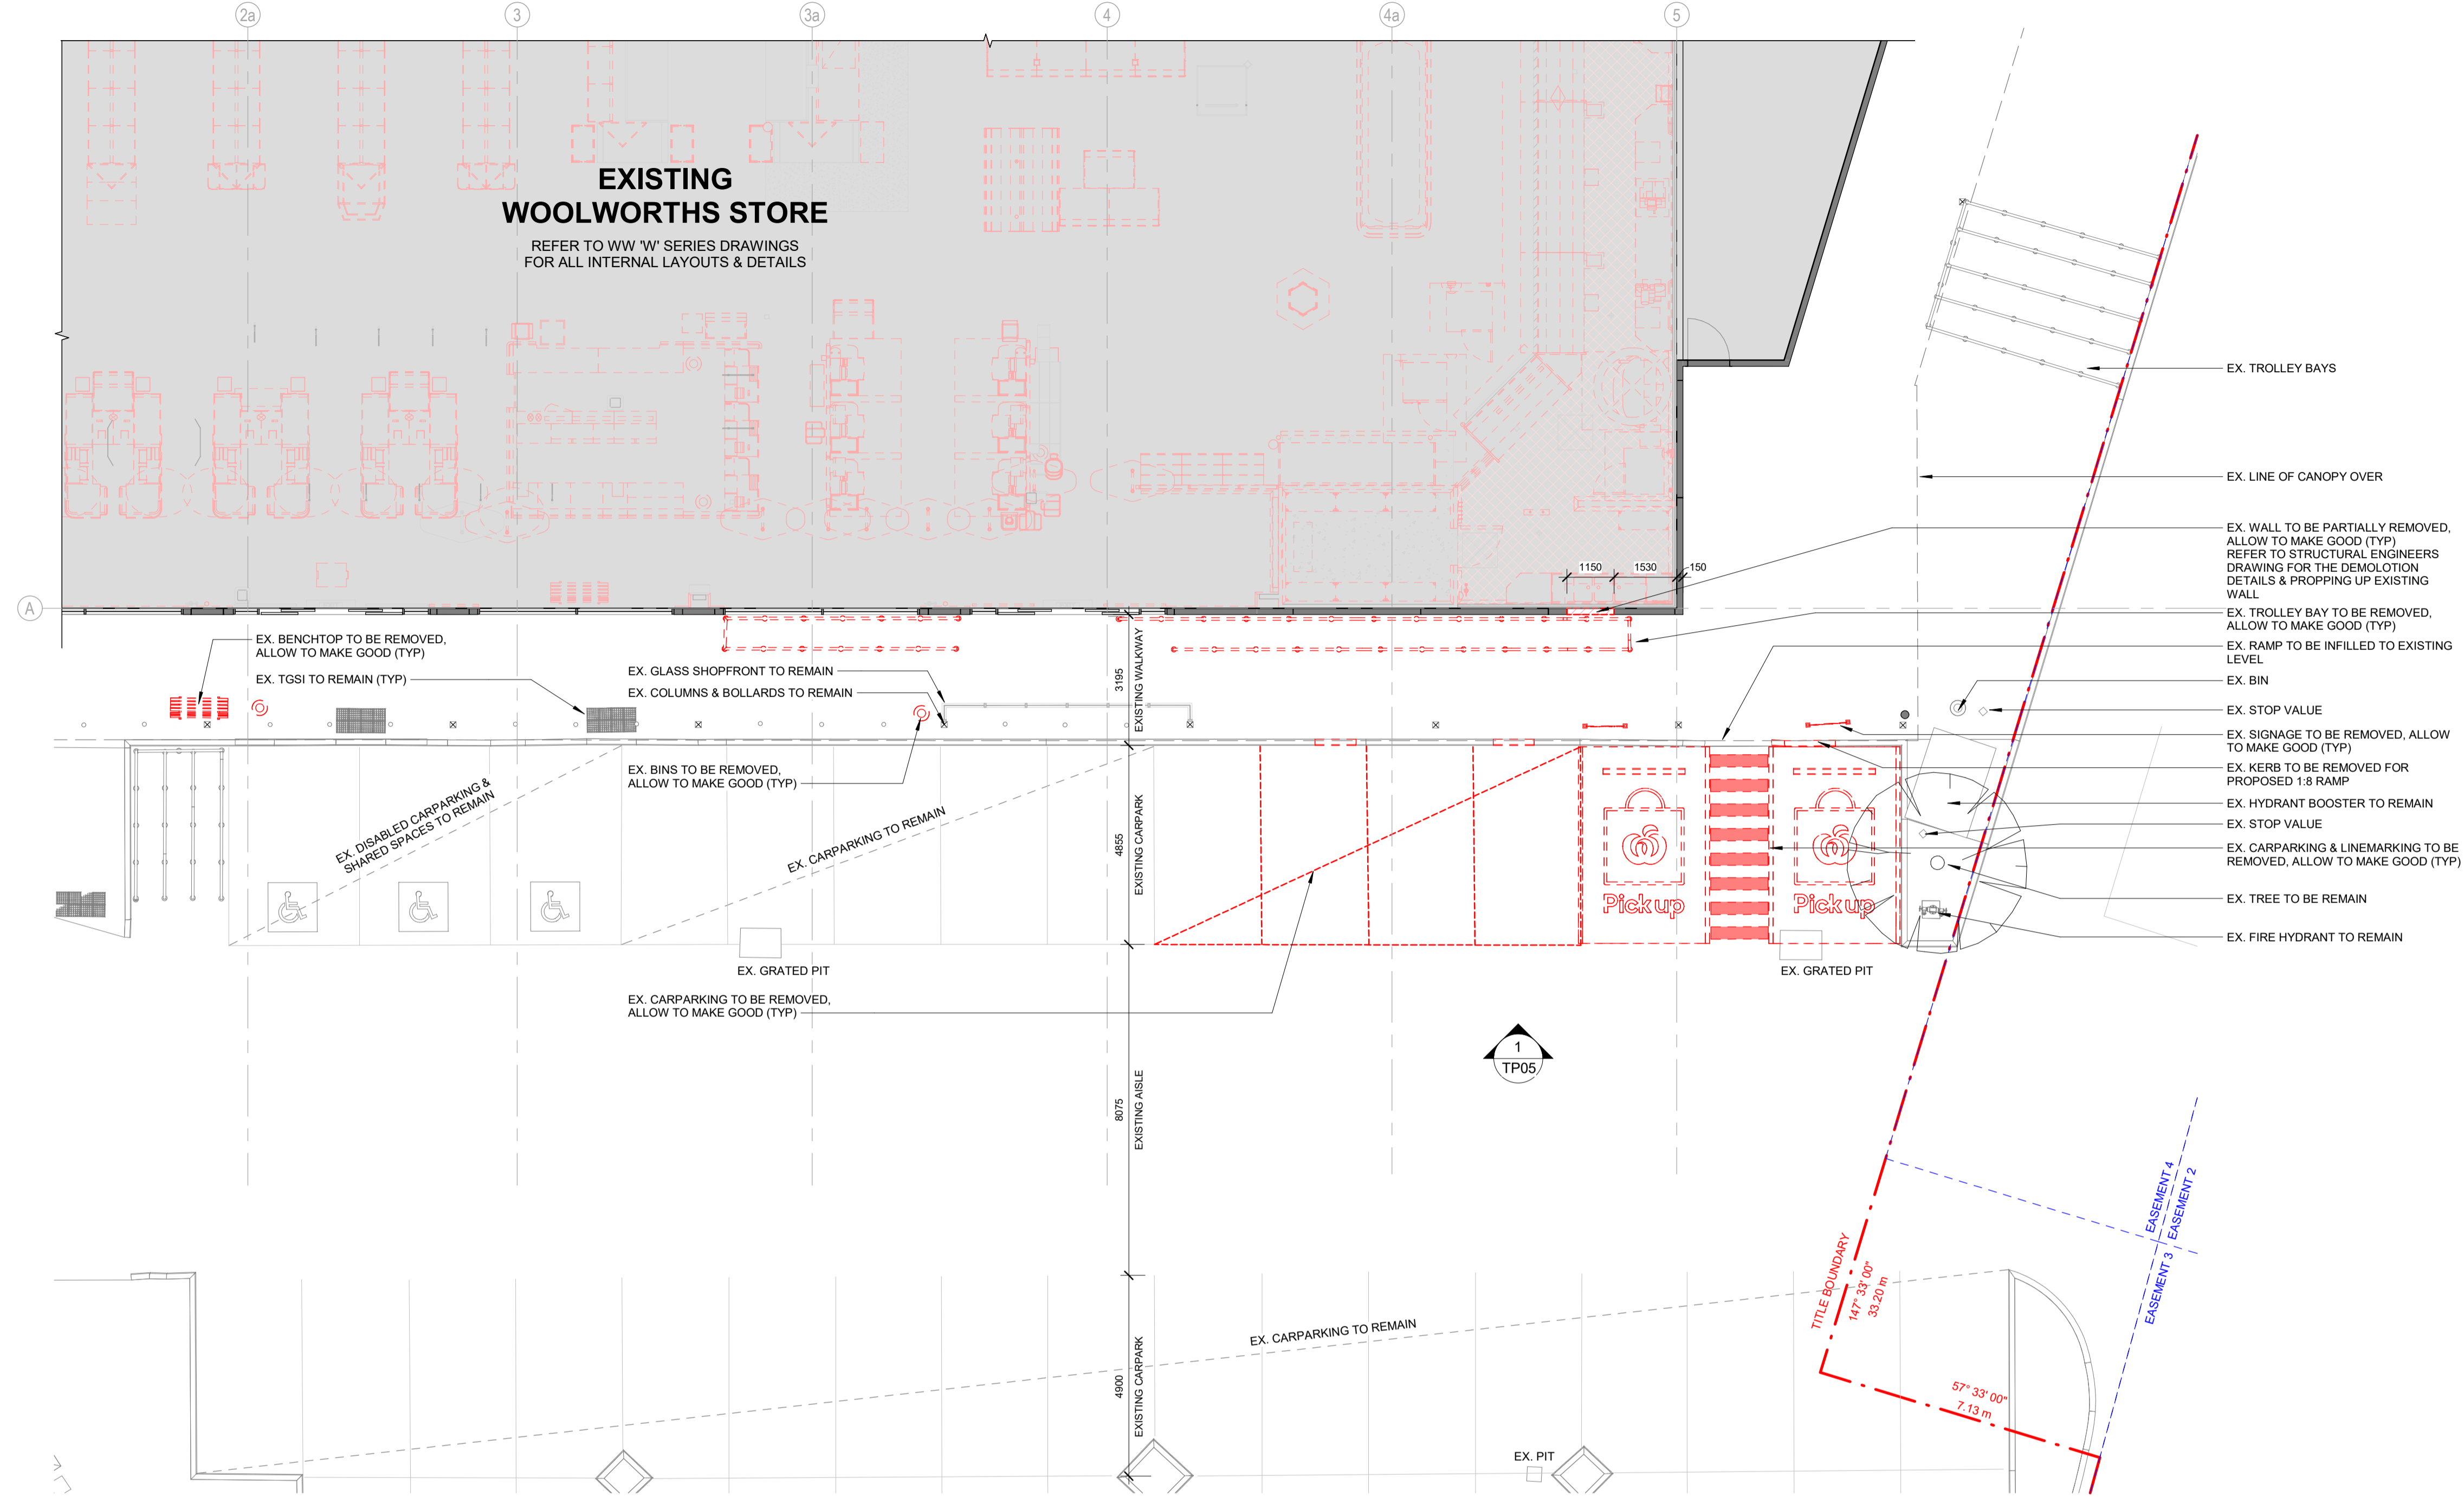 2a
3
3a
4
4a
5
A
EXISTING
WOOLWORTHS STORE
REFER TO WW 'W' SERIES DRAWINGS
FOR ALL INTERNAL LAYOUTS & DETAILS
1150
1530
150
EX. BENCHTOP TO BE REMOVED,
ALLOW TO MAKE GOOD (TYP)
EX. TGSI TO REMAIN (TYP)
EX. GLASS SHOPFRONT TO REMAIN
EX. COLUMNS & BOLLARDS TO REMAIN
EX. BINS TO BE REMOVED,
ALLOW TO MAKE GOOD (TYP)
3195
EXISTING WALKWAY
4855
EXISTING CARPARK
8075
EXISTING AISLE
4900
EXISTING CARPARK
EX. DISABLED CARPARKING &
SHARED SPACES TO REMAIN
EX. CARPARKING TO REMAIN
Pick up
Pick up
EX. GRATED PIT
EX. GRATED PIT
EX. CARPARKING TO BE REMOVED,
ALLOW TO MAKE GOOD (TYP)
1
TP05
EX. CARPARKING TO REMAIN
EX. PIT
EX. TROLLEY BAYS
EX. LINE OF CANOPY OVER
EX. WALL TO BE PARTIALLY REMOVED,
ALLOW TO MAKE GOOD (TYP)
REFER TO STRUCTURAL ENGINEERS
DRAWING FOR THE DEMOLOTION
DETAILS & PROPPING UP EXISTING
WALL
EX. TROLLEY BAY TO BE REMOVED,
ALLOW TO MAKE GOOD (TYP)
EX. RAMP TO BE INFILLED TO EXISTING
LEVEL
EX. BIN
EX. STOP VALUE
EX. SIGNAGE TO BE REMOVED, ALLOW
TO MAKE GOOD (TYP)
EX. KERB TO BE REMOVED FOR
PROPOSED 1:8 RAMP
EX. HYDRANT BOOSTER TO REMAIN
EX. STOP VALUE
EX. CARPARKING & LINEMARKING TO BE
REMOVED, ALLOW TO MAKE GOOD (TYP)
EX. TREE TO BE REMAIN
EX. FIRE HYDRANT TO REMAIN
EASEMENT 4
EASEMENT 2
EASEMENT 3
TITLE BOUNDARY
147° 33' 00"
33.20 m
57° 33' 00"
7.13 m